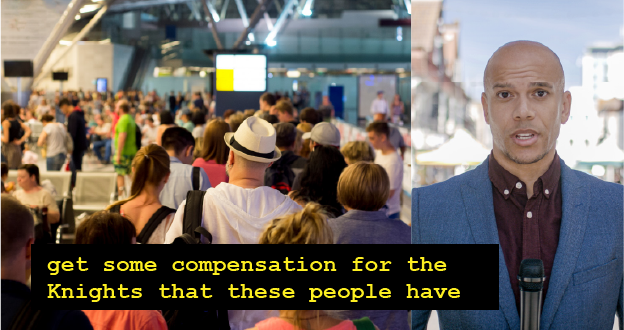 get some compensation for the
Knights that these people have